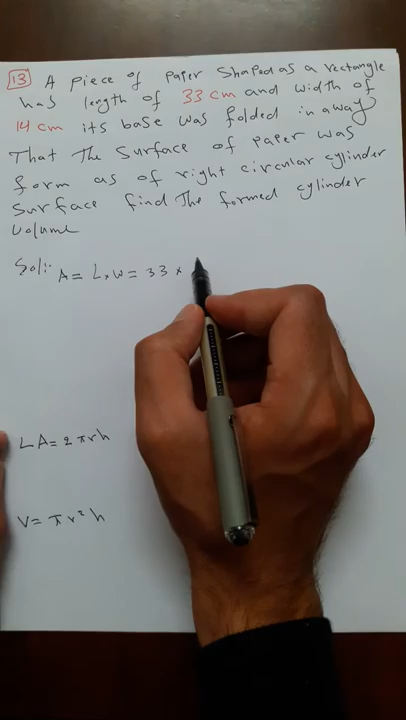 13 A piece of Paper Shaped as a rectangle
has length of 33 cm and width of
14 cm its base was folded in away
That The Surface of Paper was
form as of right circular cylinder
Surface find The formed cylinder
Volume
Sol:- A = L × W = 33 ×
LA = 2πrh
V = πr²h